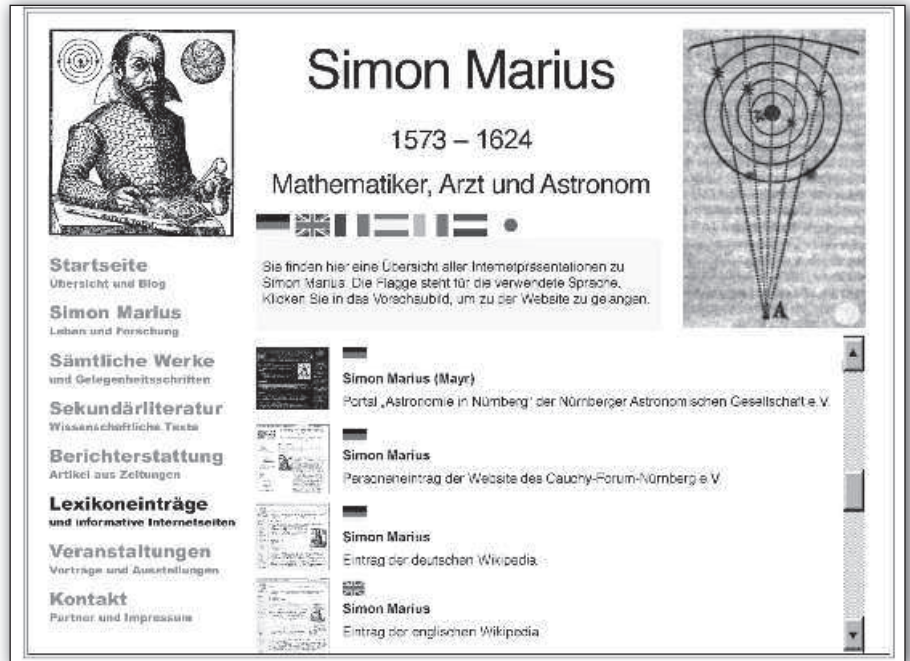 Simon Marius
1573 – 1624
Mathematiker, Arzt und Astronom
Startseite
Übersicht und Blog
Simon Marius
Leben und Forschung
Sämtliche Werke
und Gelegenheitsschriften
Sekundärliteratur
Wissenschaftliche Texte
Berichterstattung
Artikel aus Zeitungen
Lexikoneinträge
und informative Internetseiten
Veranstaltungen
Vorträge und Ausstellungen
Kontakt
Partner und Impressum
Sie finden hier eine Übersicht aller Internetpräsentationen zu
Simon Marius. Die Flagge steht für die verwendete Sprache.
Klicken Sie in das Vorschaubild, um zu der Website zu gelangen.
A
Simon Marius (Mayr)
Portal „Astronomie in Nürnberg“ der Nürnberger Astronomischen Gesellschaft e.V.
Simon Marius
Personeneintrag der Website des Cauchy-Forum-Nürnberg e.V.
Simon Marius
Eintrag der deutschen Wikipedia
Simon Marius
Eintrag der englischen Wikipedia